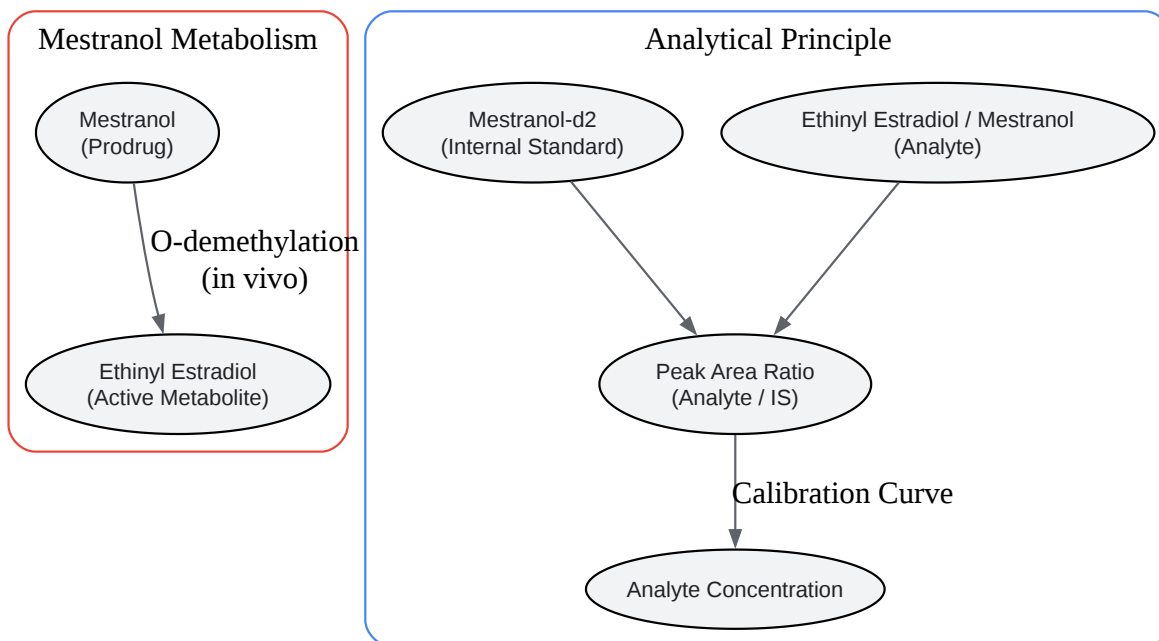 Mestranol Metabolism
Mestranol
(Prodrug)
O-demethylation
(in vivo)
Ethinyl Estradiol
(Active Metabolite)
Analytical Principle
Mestranol-d2
(Internal Standard)
Ethinyl Estradiol / Mestranol
(Analyte)
Peak Area Ratio
(Analyte / IS)
Calibration Curve
Analyte Concentration